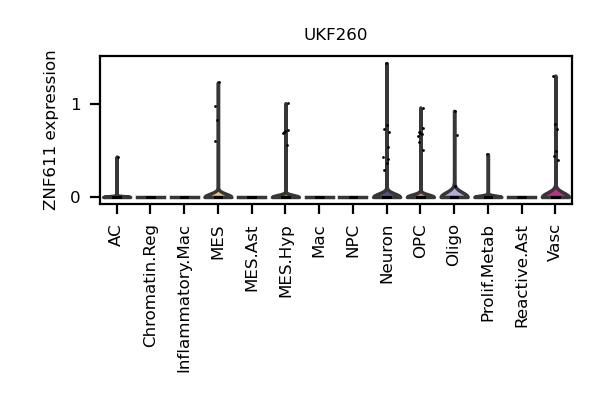 UKF260
ZNF611 expression
1
0
AC
Chromatin.Reg
Inflammatory.Mac
MES
MES.Ast
MES.Hyp
Mac
NPC
Neuron
OPC
Oligo
Prolif.Metab
Reactive.Ast
Vasc